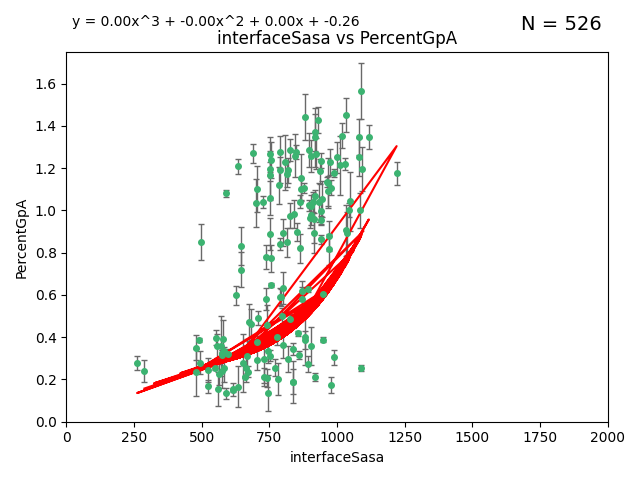 y = 0.00x^3 + -0.00x^2 + 0.00x + -0.26
N = 526
interfaceSasa vs PercentGpA
PercentGpA
1.6
1.4
1.2
1.0
0.8
0.6
0.4
0.2
0.0
0 250 500 750 1000 1250 1500 1750 2000
interfaceSasa